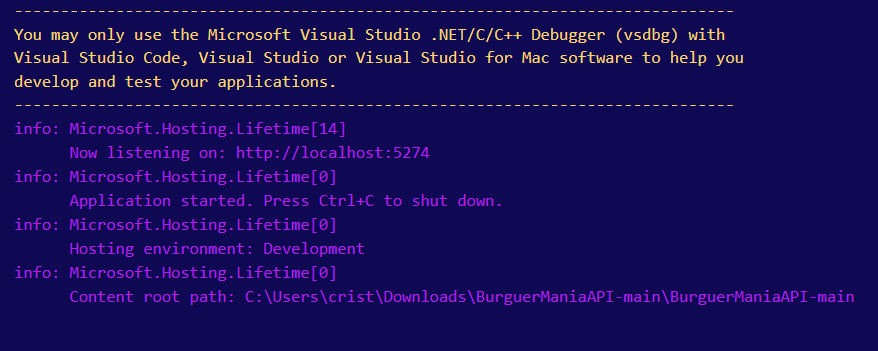 ------------------------------------------------------------------------------
You may only use the Microsoft Visual Studio .NET/C/C++ Debugger (vsdbg) with
Visual Studio Code, Visual Studio or Visual Studio for Mac software to help you
develop and test your applications.
------------------------------------------------------------------------------
info: Microsoft.Hosting.Lifetime[14]
      Now listening on: http://localhost:5274
info: Microsoft.Hosting.Lifetime[0]
      Application started. Press Ctrl+C to shut down.
info: Microsoft.Hosting.Lifetime[0]
      Hosting environment: Development
info: Microsoft.Hosting.Lifetime[0]
      Content root path: C:\Users\crist\Downloads\BurguerManiaAPI-main\BurguerManiaAPI-main